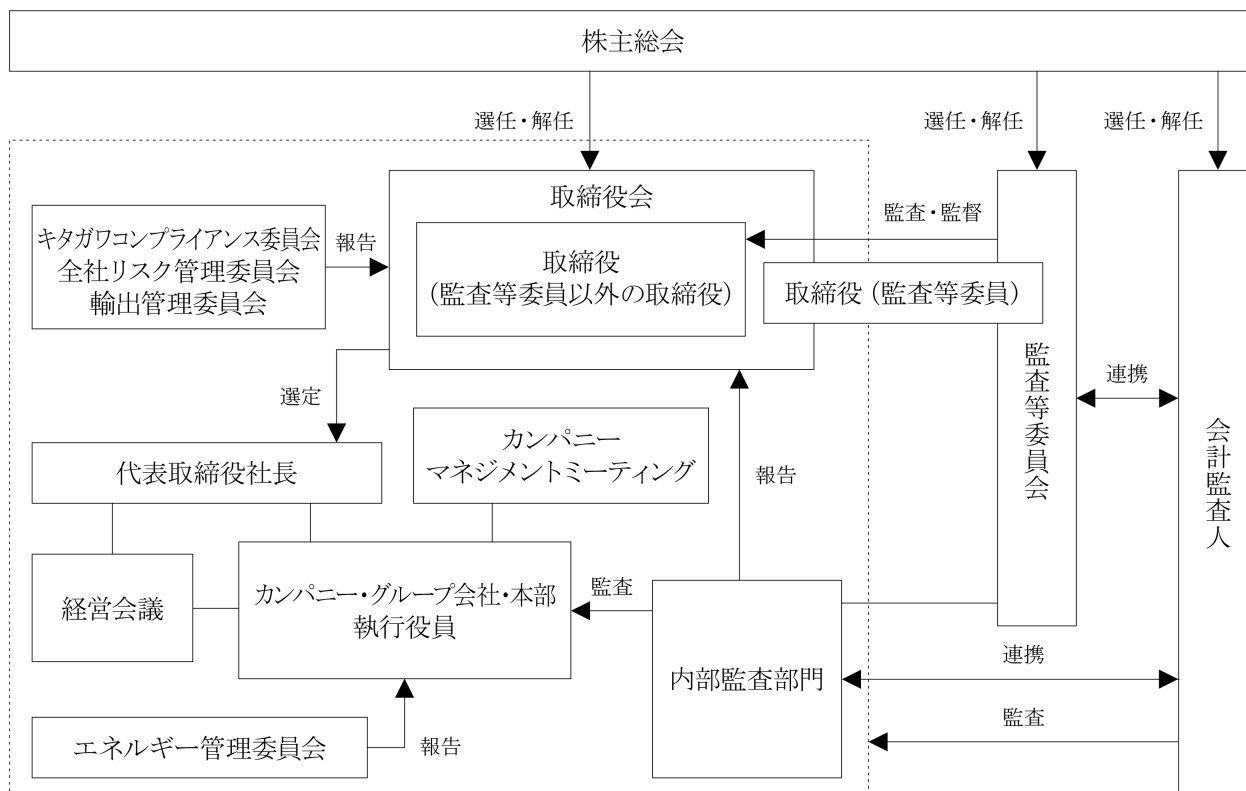 株主総会
選任・解任
選任・解任
選任・解任
取締役会
キタガワコンプライアンス委員会
全社リスク管理委員会
輸出管理委員会
報告
取締役
（監査等委員以外の取締役）
監査・監督
取締役（監査等委員）
監査等委員会
連携
会計監査人
選定
代表取締役社長
カンパニー
マネジメントミーティング
報告
経営会議
カンパニー・グループ会社・本部
執行役員
監査
内部監査部門
連携
監査
エネルギー管理委員会
報告